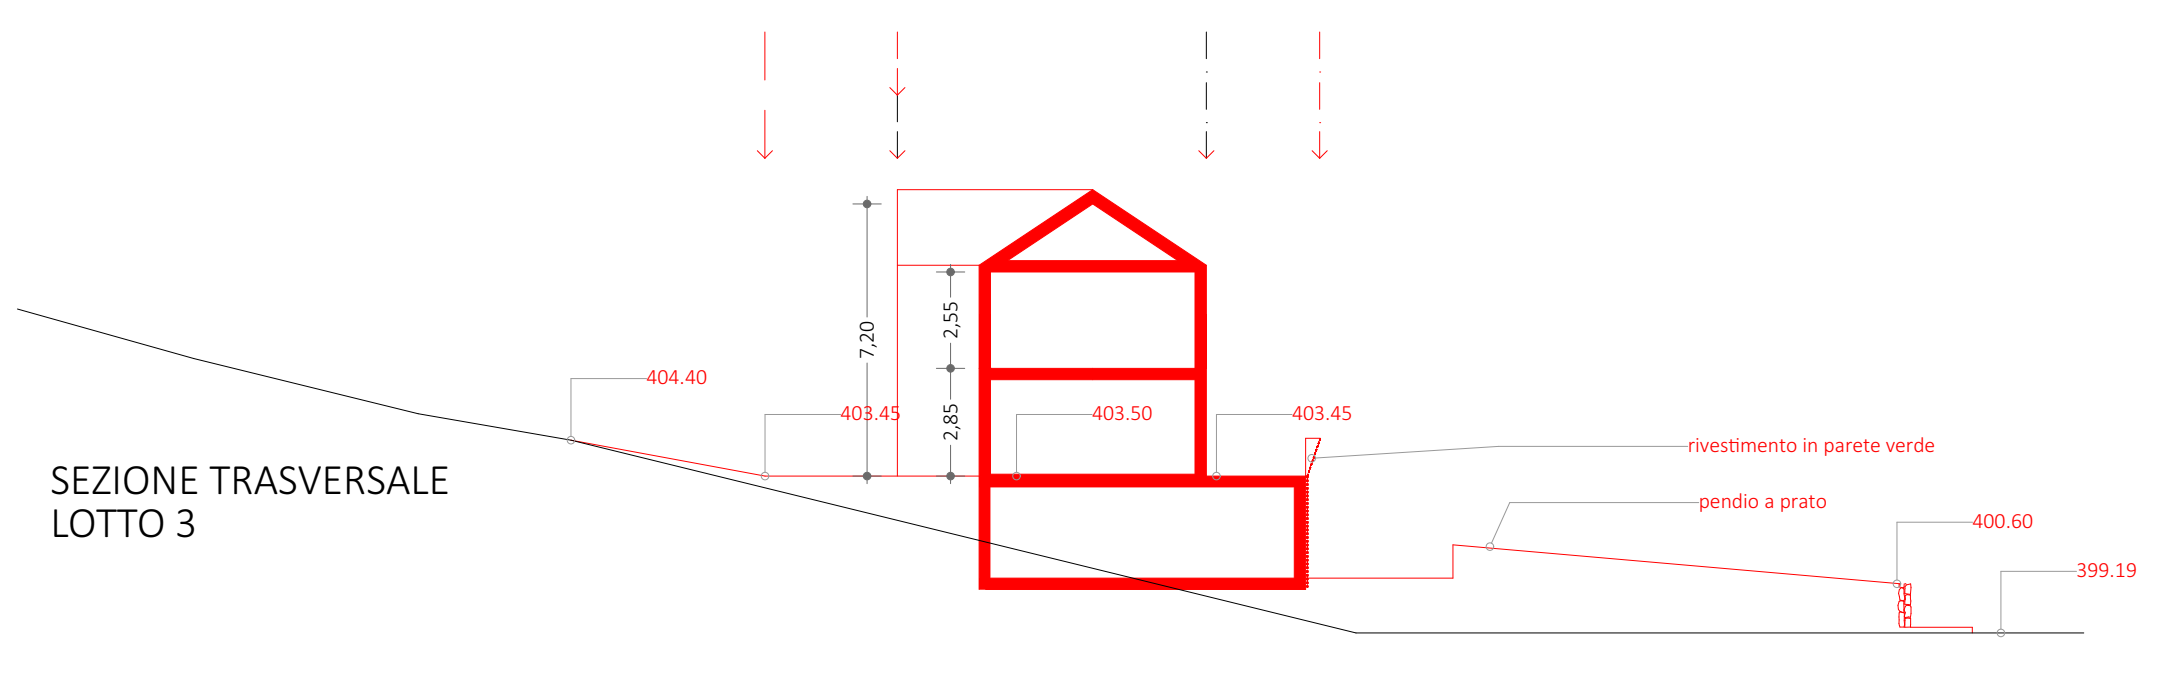 7,20
2,55
2,85
404.40
403.45
403.50
403.45
rivestimento in parete verde
pendio a prato
400.60
399.19
SEZIONE TRASVERSALE
LOTTO 3